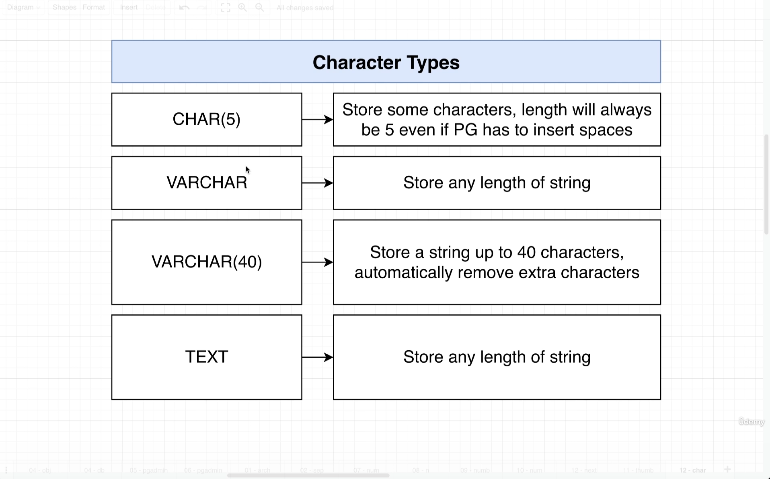 Diagram Shapes Format Insert
All changes saved
Character Types
CHAR(5)
Store some characters, length will always
be 5 even if PG has to insert spaces
VARCHAR
Store any length of string
VARCHAR(40)
Store a string up to 40 characters,
automatically remove extra characters
TEXT
Store any length of string
Udemy
12 - char